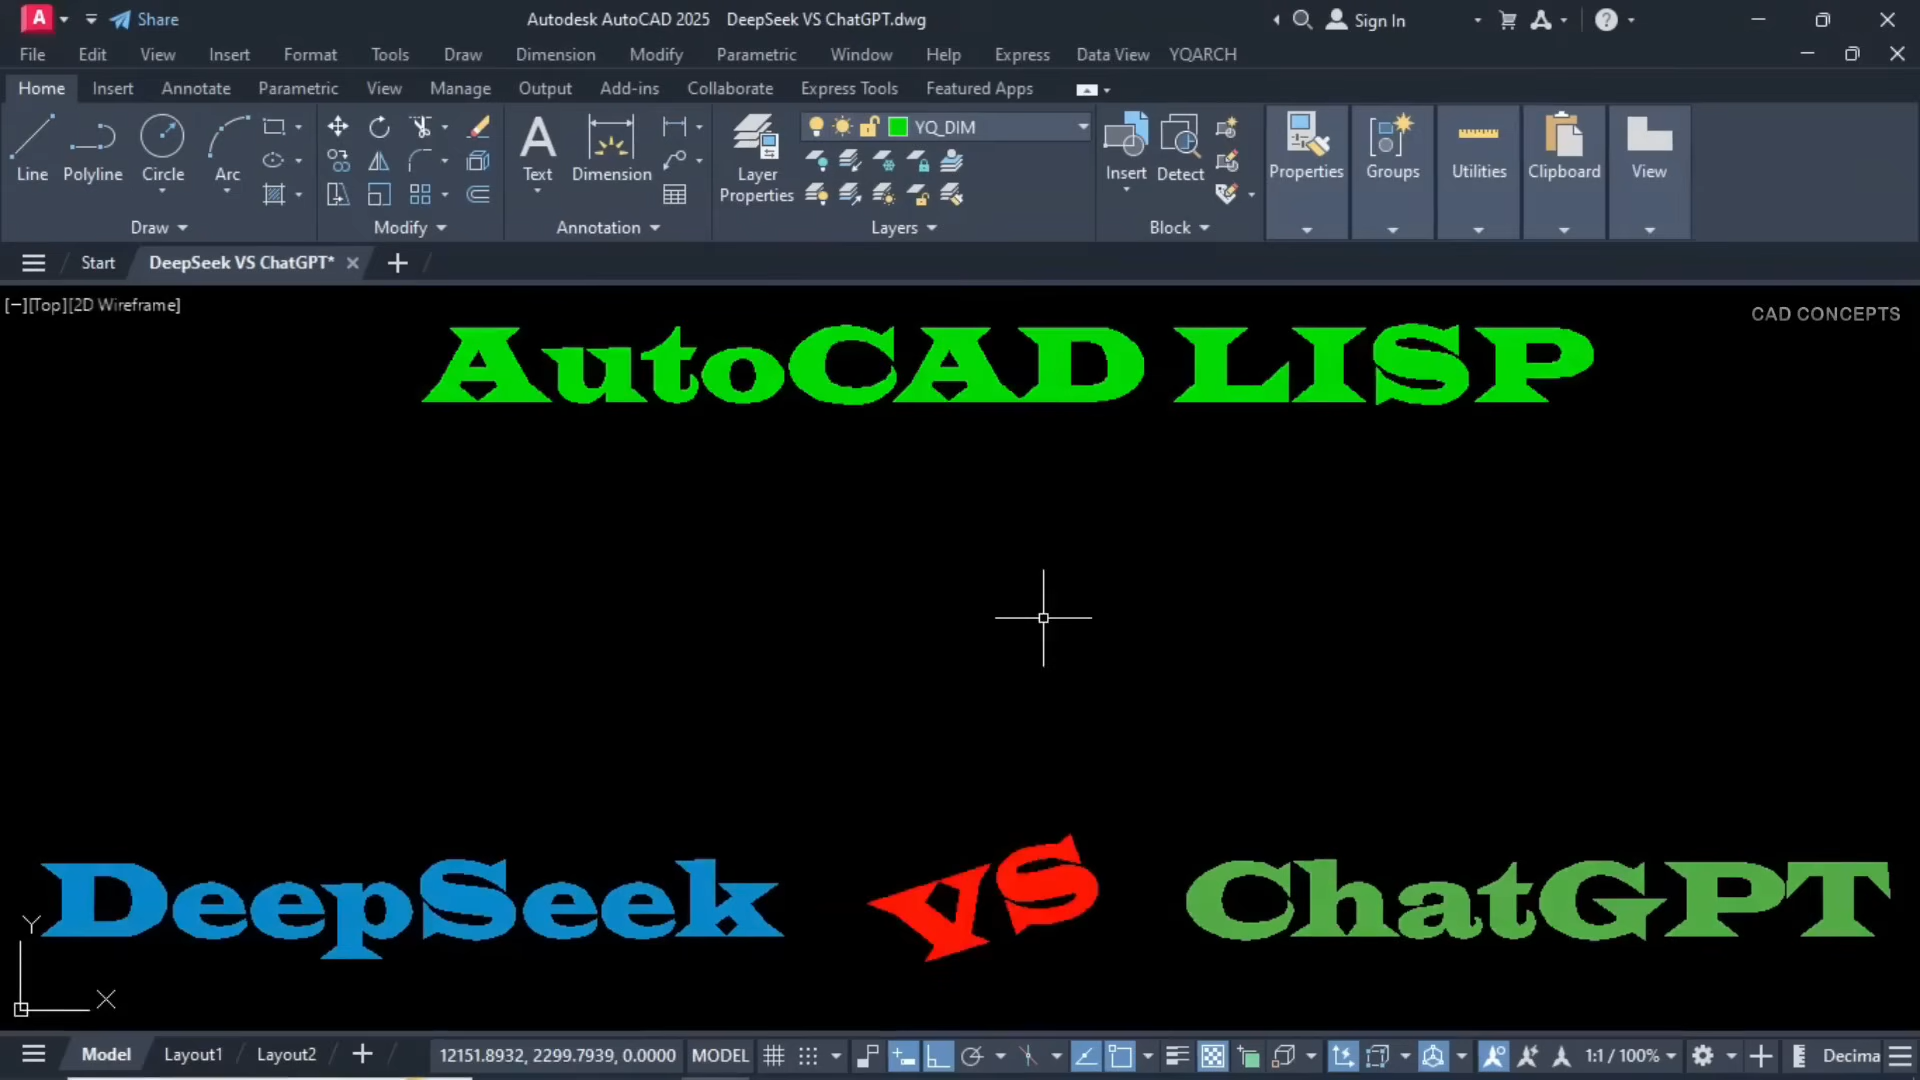 A Share Autodesk AutoCAD 2025 DeepSeek VS ChatGPT.dwg Sign In ?
File Edit View Insert Format Tools Draw Dimension Modify Parametric Window Help Express Data View YQARCH
Home Insert Annotate Parametric View Manage Output Add-ins Collaborate Express Tools Featured Apps
YQ_DIM
Line Polyline Circle Arc Text Dimension Layer Properties Insert Detect Properties Groups Utilities Clipboard View
Draw Modify Annotation Layers Block
Start DeepSeek VS ChatGPT*
[−][Top][2D Wireframe]
CAD CONCEPTS
AutoCAD LISP
DeepSeek VS ChatGPT
Y
X
Model Layout1 Layout2 12151.8932, 2299.7939, 0.0000 MODEL 1:1 / 100% Decima